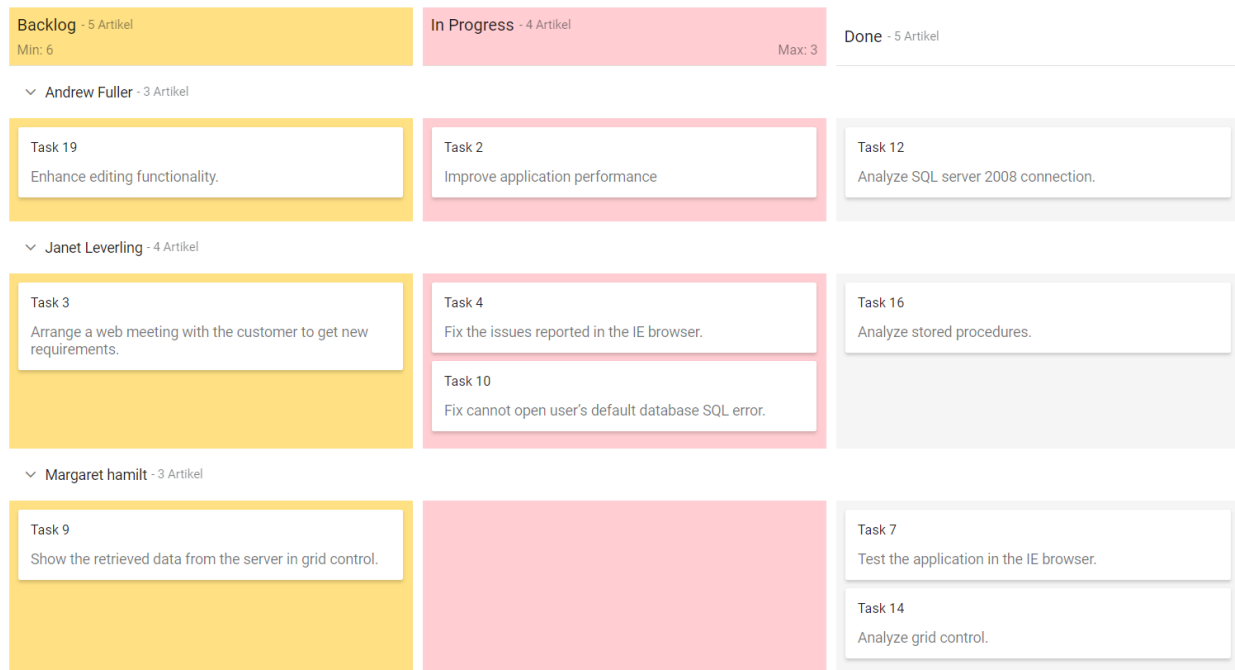 Backlog - 5 Artikel
Min: 6
In Progress - 4 Artikel
Max: 3
Done - 5 Artikel
Andrew Fuller - 3 Artikel
Task 19
Enhance editing functionality.
Task 2
Improve application performance
Task 12
Analyze SQL server 2008 connection.
Janet Leverling - 4 Artikel
Task 3
Arrange a web meeting with the customer to get new
requirements.
Task 4
Fix the issues reported in the IE browser.
Task 10
Fix cannot open user's default database SQL error.
Task 16
Analyze stored procedures.
Margaret hamilt - 3 Artikel
Task 9
Show the retrieved data from the server in grid control.
Task 7
Test the application in the IE browser.
Task 14
Analyze grid control.